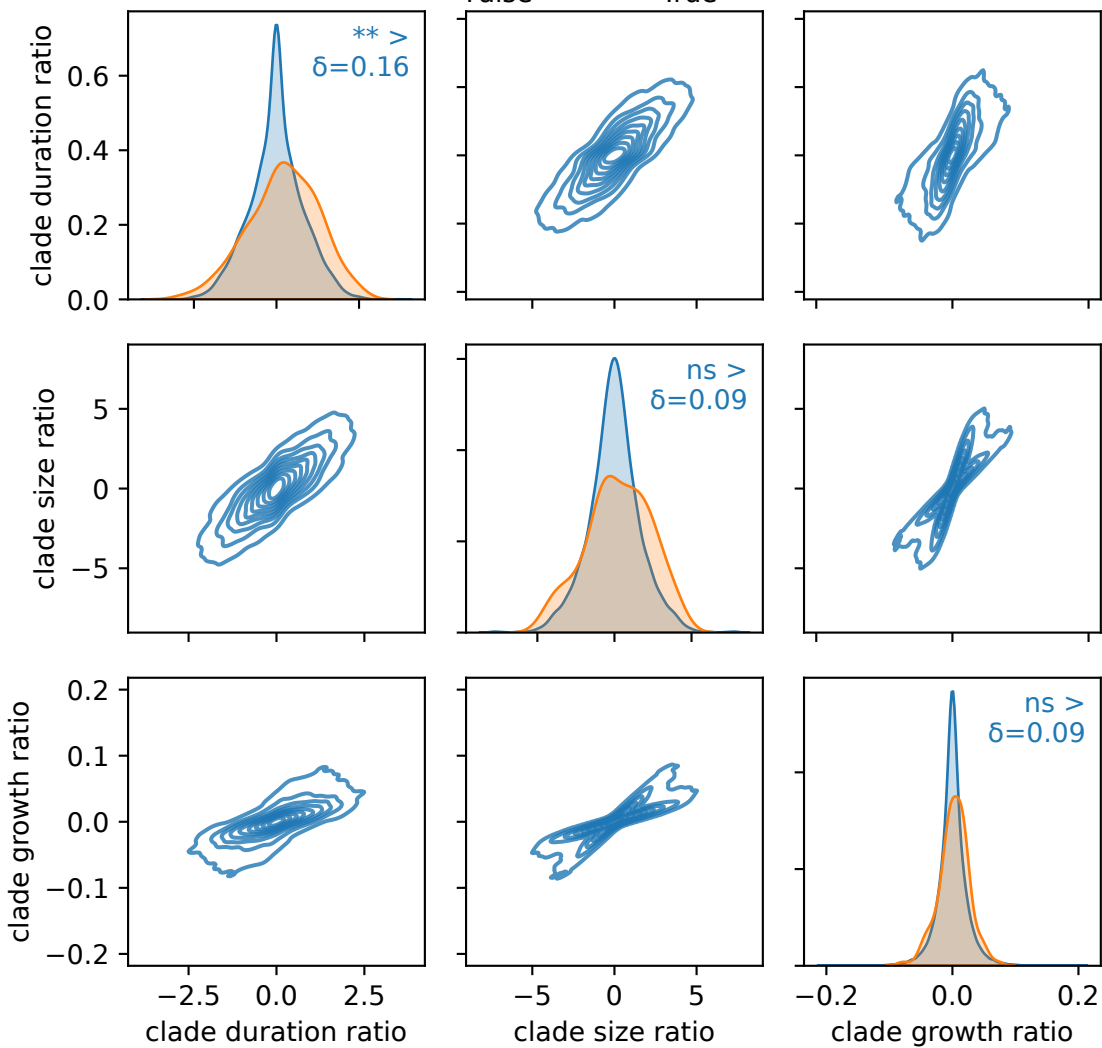 False True
clade duration ratio
0.6
0.4
0.2
0.0
** >
δ=0.16
clade size ratio
5
0
−5
ns >
δ=0.09
clade growth ratio
0.2
0.1
0.0
−0.1
−0.2
ns >
δ=0.09
−2.5 0.0 2.5
−5 0 5
−0.2 0.0 0.2
clade duration ratio
clade size ratio
clade growth ratio